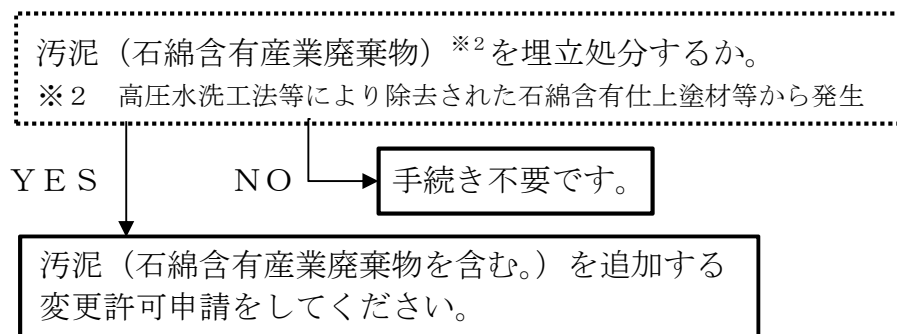 汚泥(石綿含有産業廃棄物)※2を埋立処分するか。
※2 高圧水洗工法等により除去された石綿含有仕上塗材等から発生
YES
NO
手続き不要です。
汚泥(石綿含有産業廃棄物を含む。)を追加する
変更許可申請をしてください。